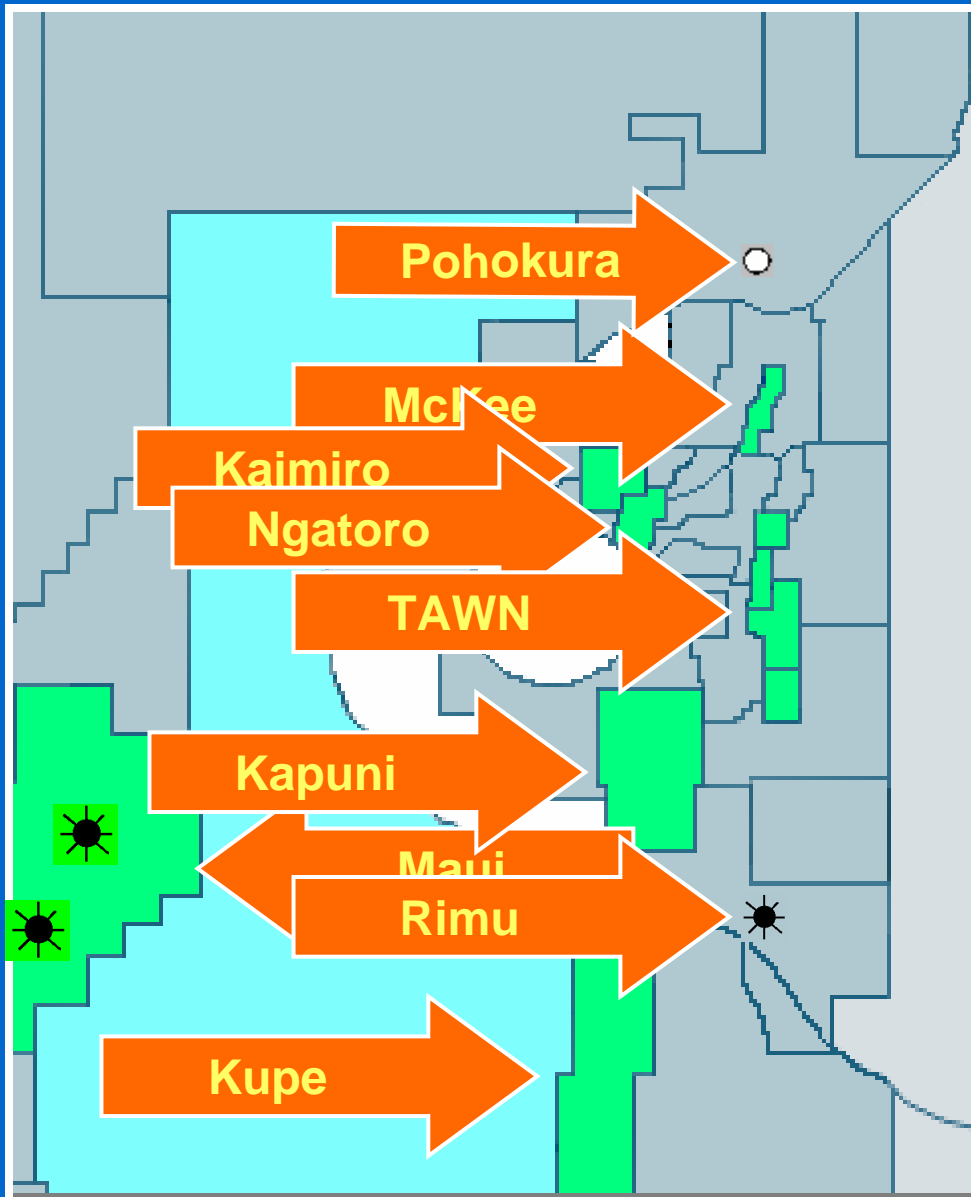 Pohokura
McKee
Kaimiro
Ngatoro
TAWN
Kapuni
Maui
Rimu
Kupe